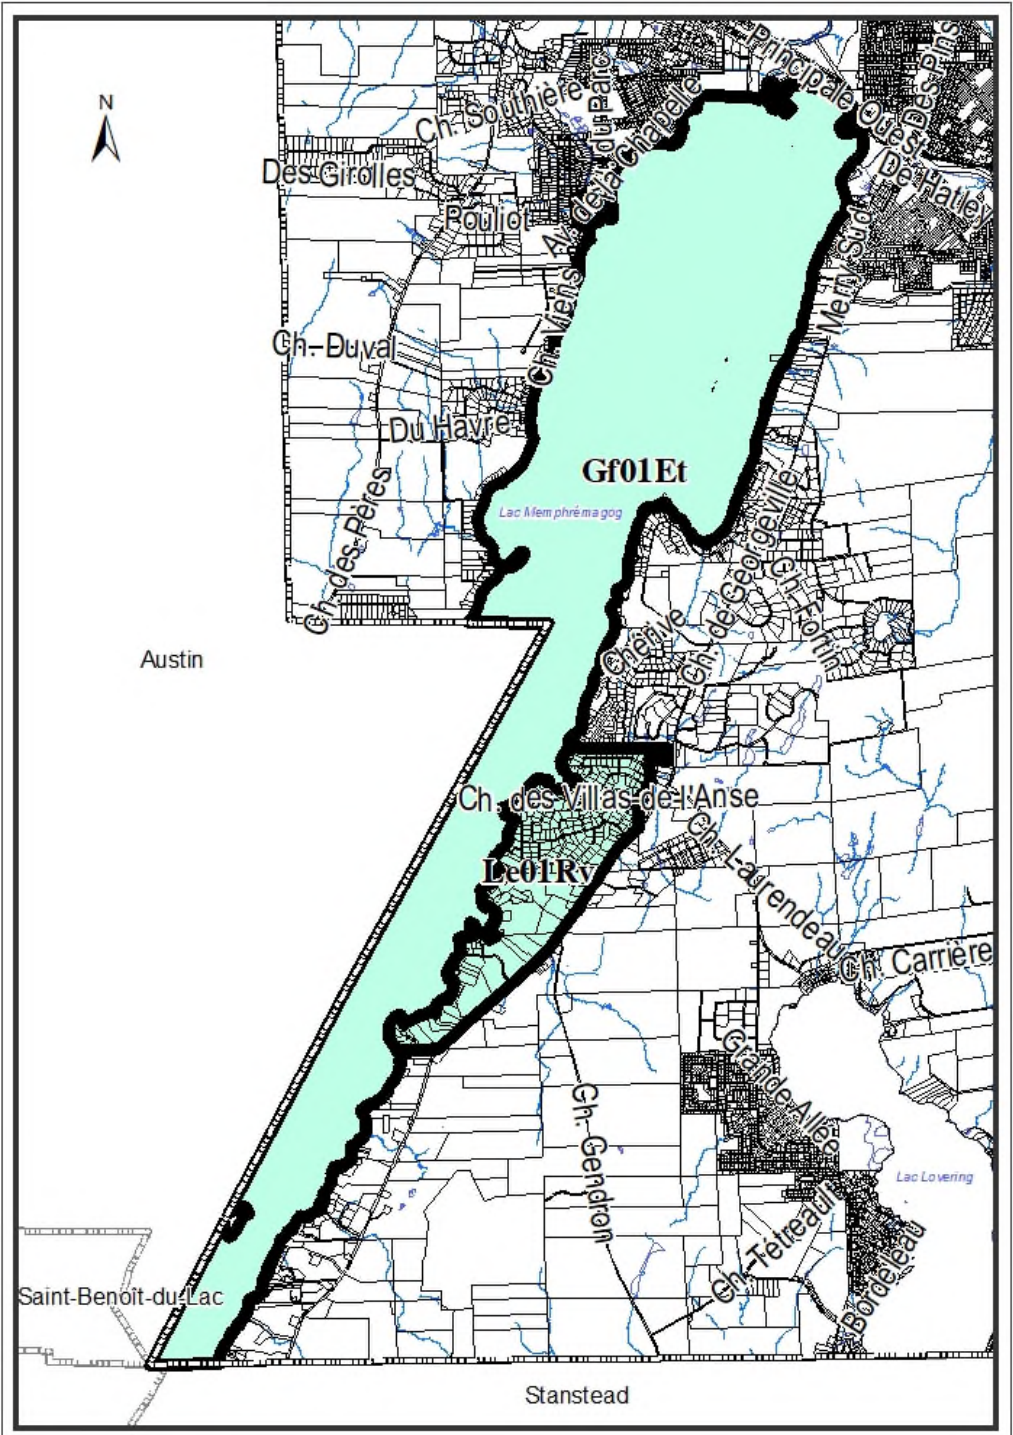 N
Principale Ouest
Des Pins
Ch. Southière
du Parc
Av. de la Chapelle
Des Girolles
De Hatley
Pouliot
Merry Sud
Ch. Viens
Ch. Duval
Du Havre
Gf01Et
Lac Memphrémagog
Ch. des Pères
Ch. de Georgeville
Ch. Fortin
Chérive
Austin
Ch. des Villas-de-l'Anse
Le01Rv
Ch. Laurendeau
Ch. Carrière
Grande Allée
Ch. Gendron
Lac Lovering
Ch. Tétreault
Bordeleau
Saint-Benoît-du-Lac
Stanstead